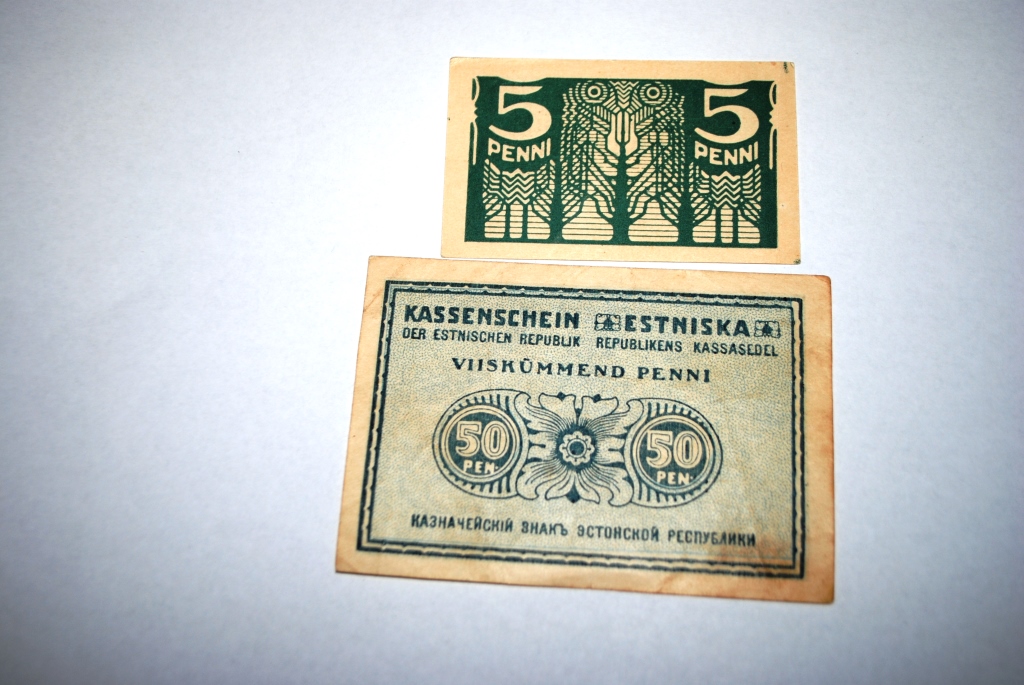 5 5
PENNI PENNI
KASSENSCHEIN ESTNISKA
DER ESTNISCHEN REPUBLIK REPUBLIKENS KASSASEDEL
VIISKÜMMEND PENNI
50 50
PEN. PEN.
КАЗНАЧЕЙСКІЙ ЗНАКЪ ЭСТОНСКОЙ РЕСПУБЛИКИ